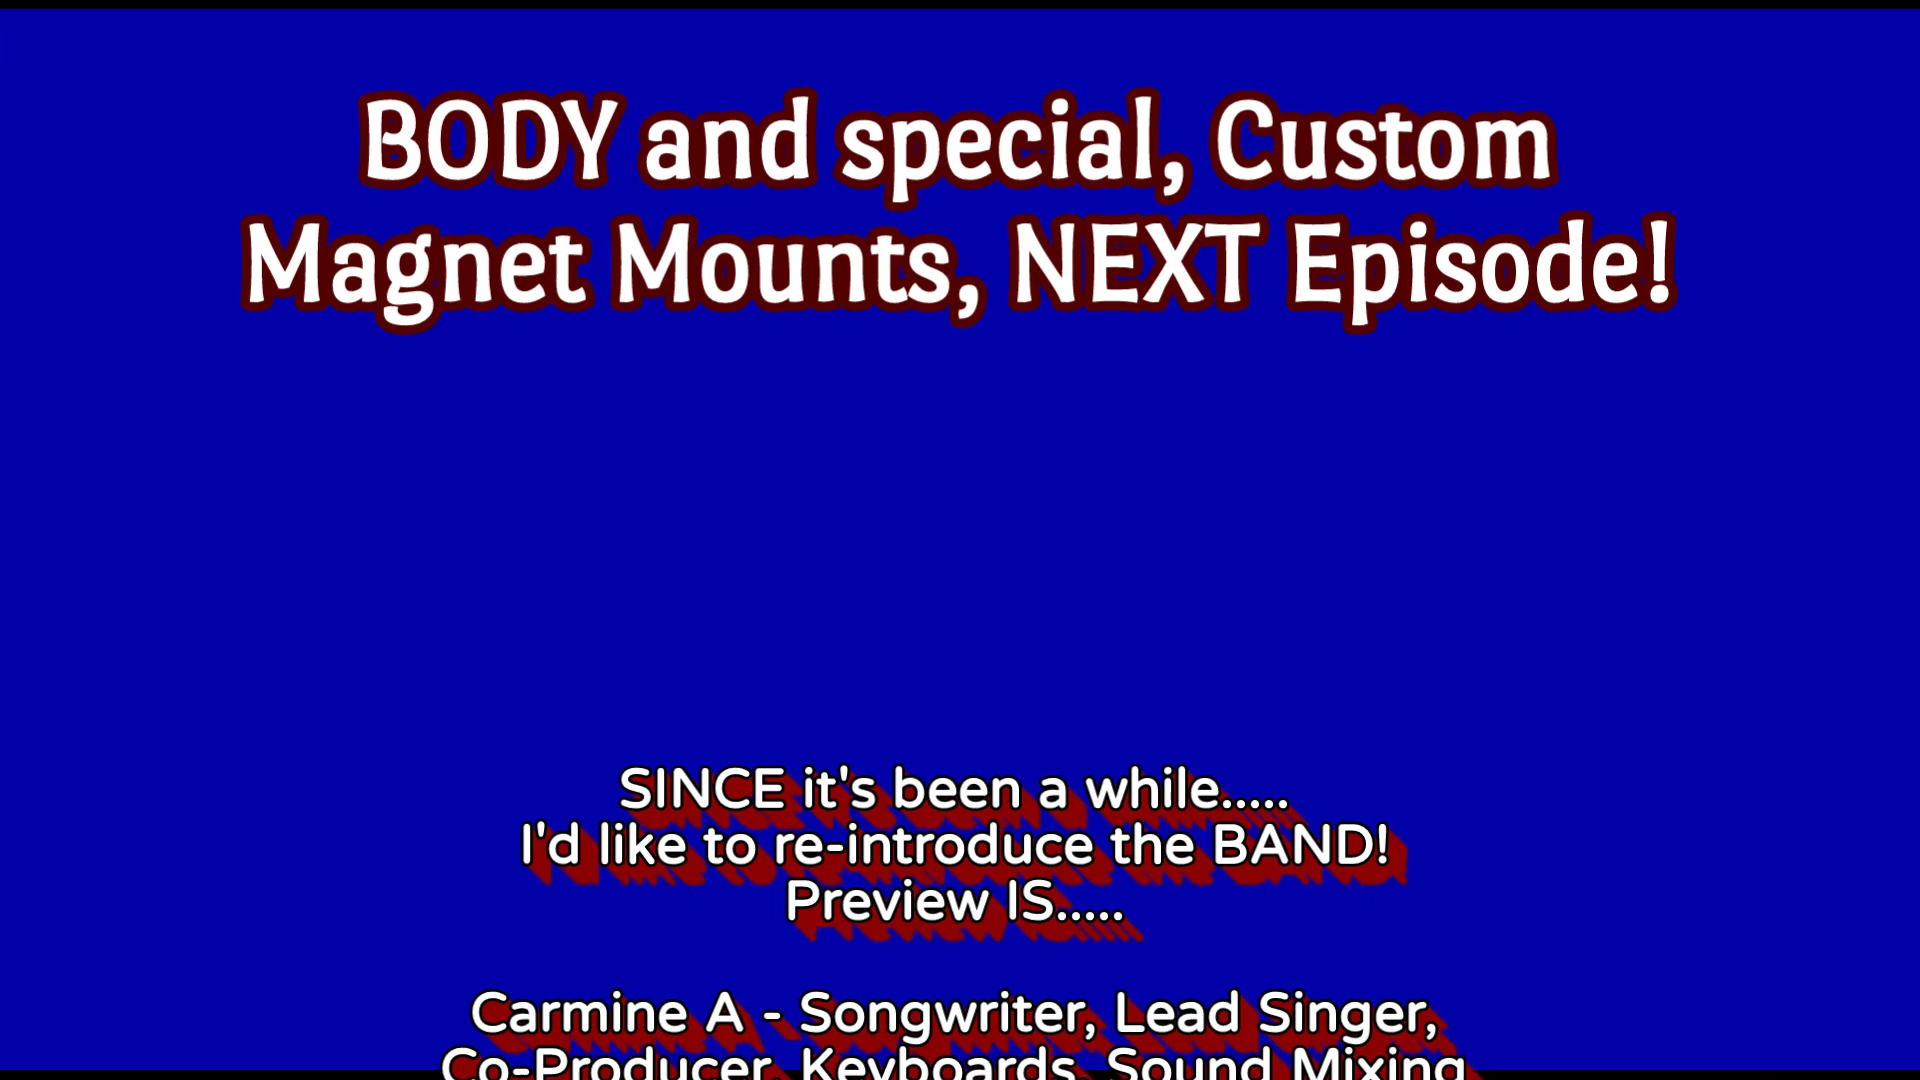 BODY and special, Custom
Magnet Mounts, NEXT Episode!
SINCE it's been a while.....
I'd like to re-introduce the BAND!
Preview IS.....
Carmine A - Songwriter, Lead Singer,
Co-Producer, Keyboards, Sound Mixing